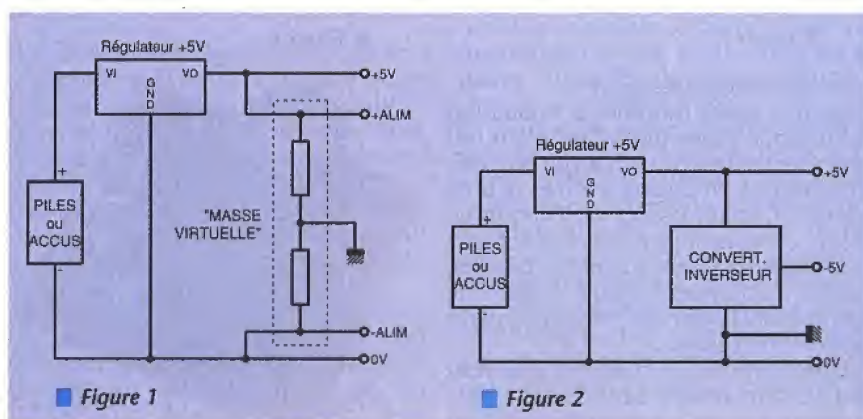 Régulateur +5V
VI
GND
VO
+5V
+ALIM
+
PILES
ou
ACCUS
-
"MASSE
VIRTUELLE"
-ALIM
0V
Figure 1
Régulateur +5V
VI
GND
VO
+5V
+
PILES
ou
ACCUS
-
CONVERT.
INVERSEUR
-5V
0V
Figure 2